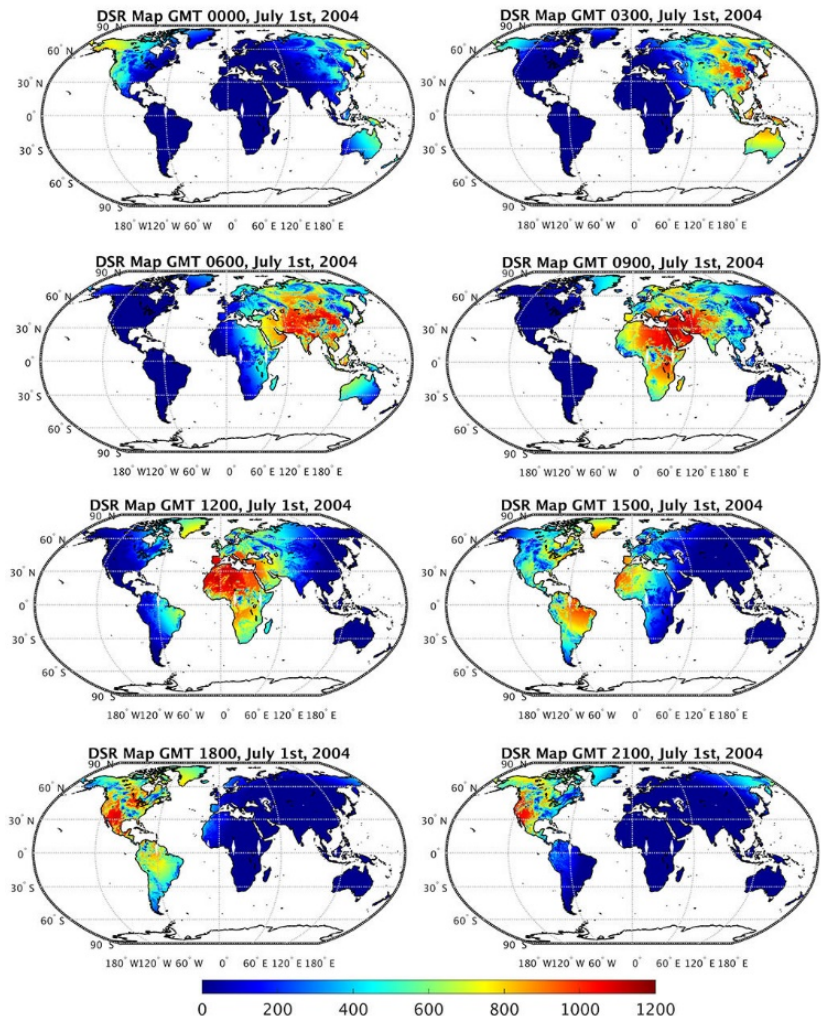 DSR Map GMT 0000, July 1st, 2004
90° N
60° N
30° N
0°
30° S
60° S
90° S
180° W120° W 60° W 0° 60° E 120° E 180° E
DSR Map GMT 0300, July 1st, 2004
90° N
60° N
30° N
0°
30° S
60° S
90° S
180° W120° W 60° W 0° 60° E 120° E 180° E
DSR Map GMT 0600, July 1st, 2004
90° N
60° N
30° N
0°
30° S
60° S
90° S
180° W120° W 60° W 0° 60° E 120° E 180° E
DSR Map GMT 0900, July 1st, 2004
90° N
60° N
30° N
0°
30° S
60° S
90° S
180° W120° W 60° W 0° 60° E 120° E 180° E
DSR Map GMT 1200, July 1st, 2004
90° N
60° N
30° N
0°
30° S
60° S
90° S
180° W120° W 60° W 0° 60° E 120° E 180° E
DSR Map GMT 1500, July 1st, 2004
90° N
60° N
30° N
0°
30° S
60° S
90° S
180° W120° W 60° W 0° 60° E 120° E 180° E
DSR Map GMT 1800, July 1st, 2004
90° N
60° N
30° N
0°
30° S
60° S
90° S
180° W120° W 60° W 0° 60° E 120° E 180° E
DSR Map GMT 2100, July 1st, 2004
90° N
60° N
30° N
0°
30° S
60° S
90° S
180° W120° W 60° W 0° 60° E 120° E 180° E
0 200 400 600 800 1000 1200